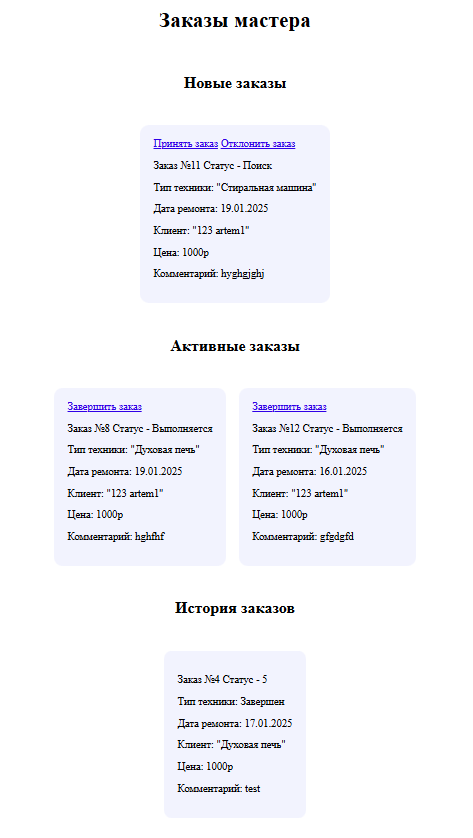 Заказы мастера
Новые заказы
Принять заказ Отклонить заказ
Заказ №11 Статус - Поиск
Тип техники: "Стиральная машина"
Дата ремонта: 19.01.2025
Клиент: "123 artem1"
Цена: 1000р
Комментарий: hyghgjghj
Активные заказы
Завершить заказ
Заказ №8 Статус - Выполняется
Тип техники: "Духовая печь"
Дата ремонта: 19.01.2025
Клиент: "123 artem1"
Цена: 1000р
Комментарий: hghfhf
Завершить заказ
Заказ №12 Статус - Выполняется
Тип техники: "Духовая печь"
Дата ремонта: 16.01.2025
Клиент: "123 artem1"
Цена: 1000р
Комментарий: gfgdgfd
История заказов
Заказ №4 Статус - 5
Тип техники: Завершен
Дата ремонта: 17.01.2025
Клиент: "Духовая печь"
Цена: 1000р
Комментарий: test